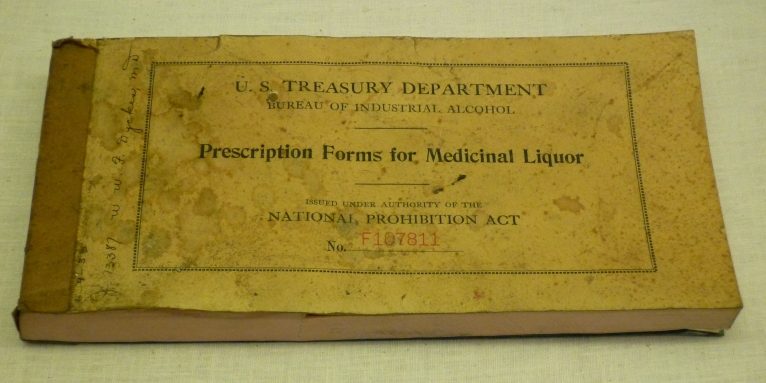 U. S. TREASURY DEPARTMENT
BUREAU OF INDUSTRIAL ALCOHOL
Prescription Forms for Medicinal Liquor
ISSUED UNDER AUTHORITY OF THE
NATIONAL PROHIBITION ACT
No. F107811